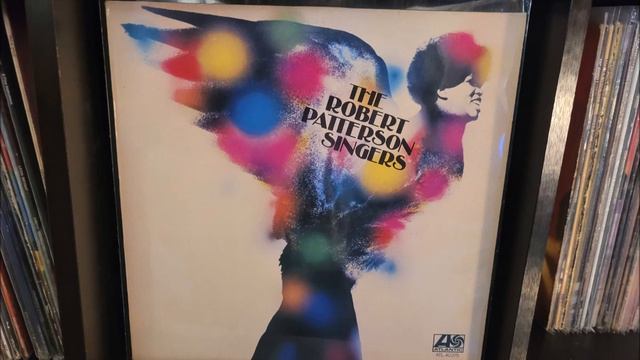 THE
ROBERT
PATTERSON
SINGERS
ATLANTIC